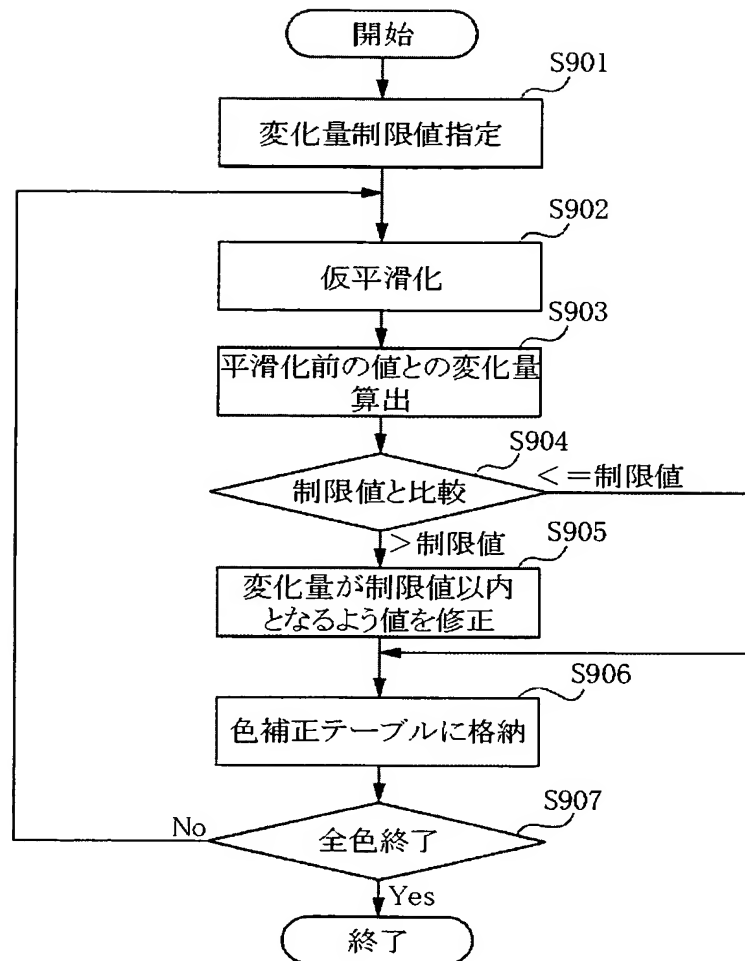 開始
S901
変化量制限値指定
S902
仮平滑化
S903
平滑化前の値との変化量
算出
S904
制限値と比較
<=制限値
>制限値
S905
変化量が制限値以内
となるよう値を修正
S906
色補正テーブルに格納
S907
No
全色終了
Yes
終了